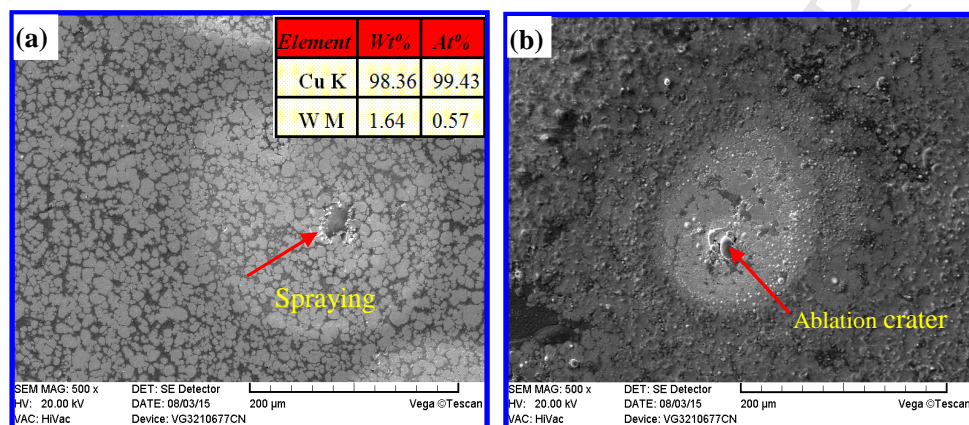 (a)
Element Wt% At%
Cu K 98.36 99.43
W M 1.64 0.57
Spraying
SEM MAG: 500 x DET: SE Detector
HV: 20.00 kV DATE: 08/03/15 200 µm Vega ©Tescan
VAC: HiVac Device: VG3210677CN
(b)
Ablation crater
SEM MAG: 500 x DET: SE Detector
HV: 20.00 kV DATE: 08/03/15 200 µm Vega ©Tescan
VAC: HiVac Device: VG3210677CN